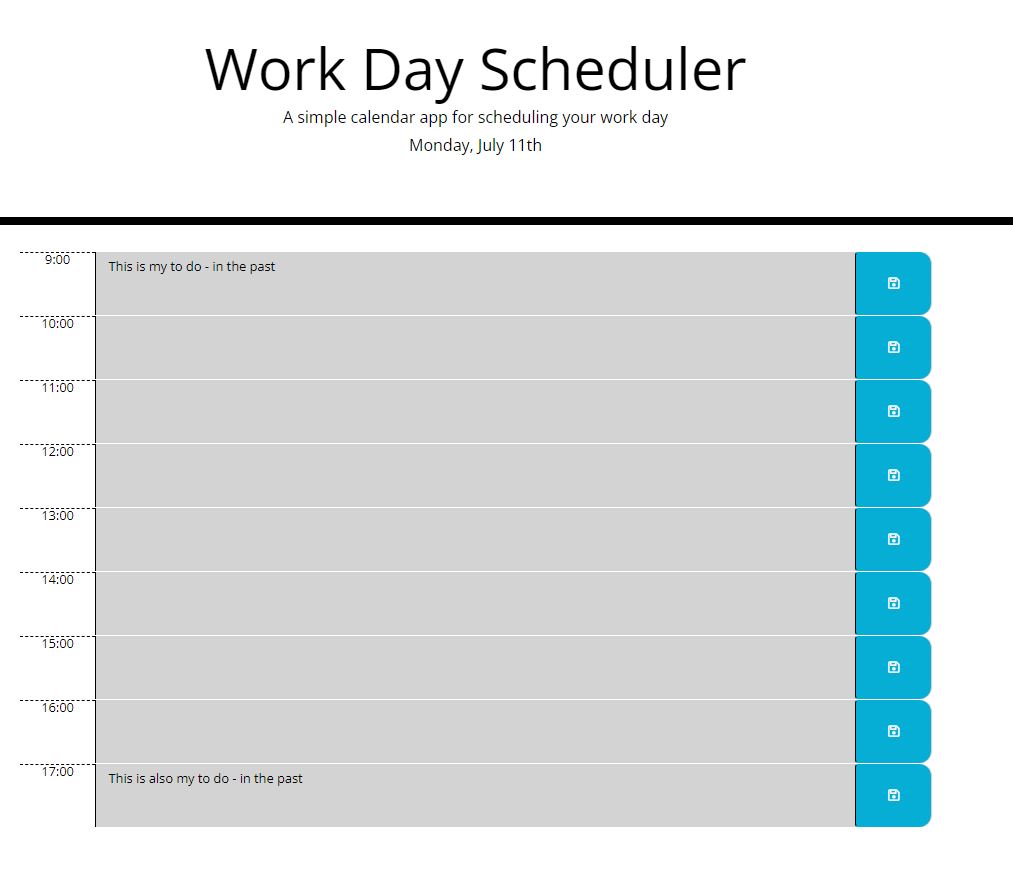 Work Day Scheduler
A simple calendar app for scheduling your work day
Monday, July 11th
9:00
This is my to do - in the past
10:00
11:00
12:00
13:00
14:00
15:00
16:00
17:00
This is also my to do - in the past